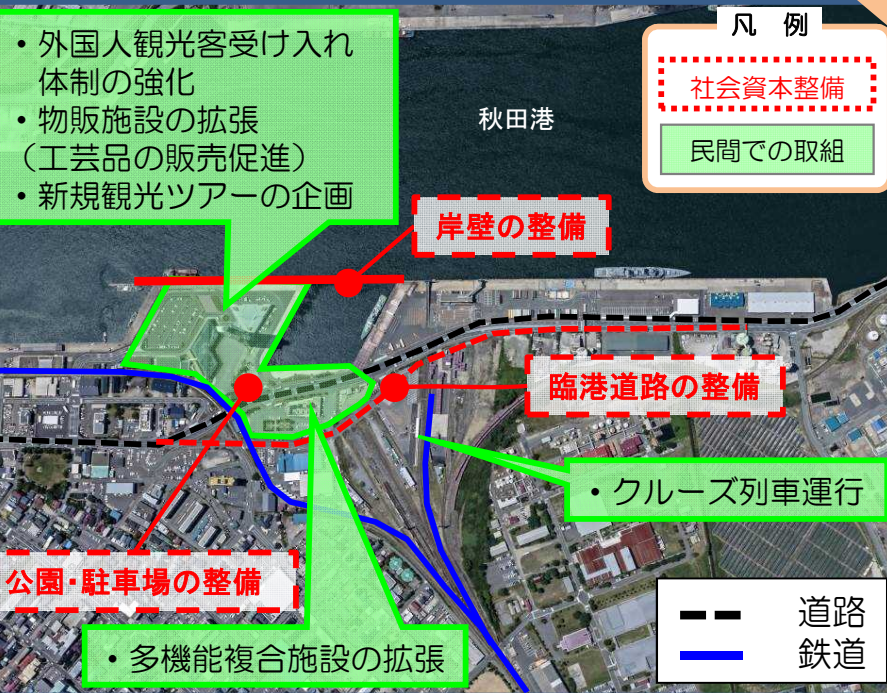 ・外国人観光客受け入れ
体制の強化
・物販施設の拡張
（工芸品の販売促進）
・新規観光ツアーの企画
凡 例
社会資本整備
民間での取組
秋田港
岸壁の整備
臨港道路の整備
・クルーズ列車運行
公園・駐車場の整備
・多機能複合施設の拡張
道路
鉄道